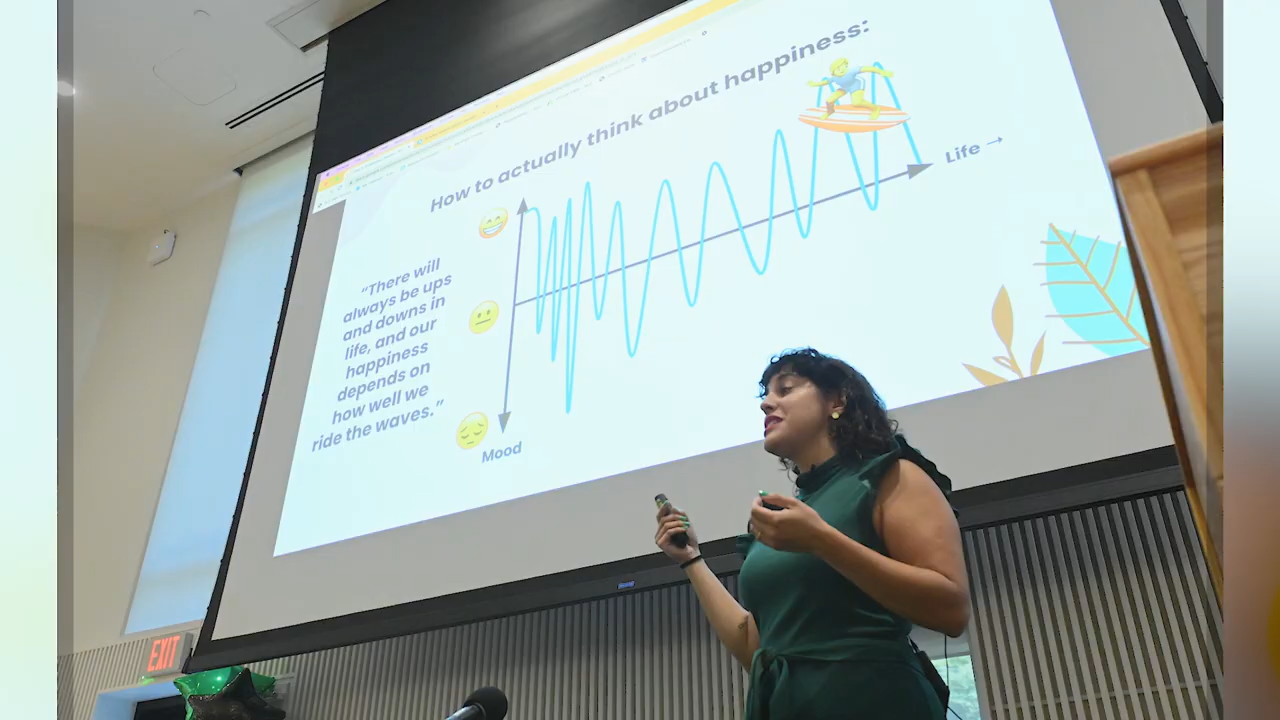 How to actually think about happiness:
Life →
“There will
always be ups
and downs in
life, and our
happiness
depends on
how well we
ride the waves.”
Mood
EXIT